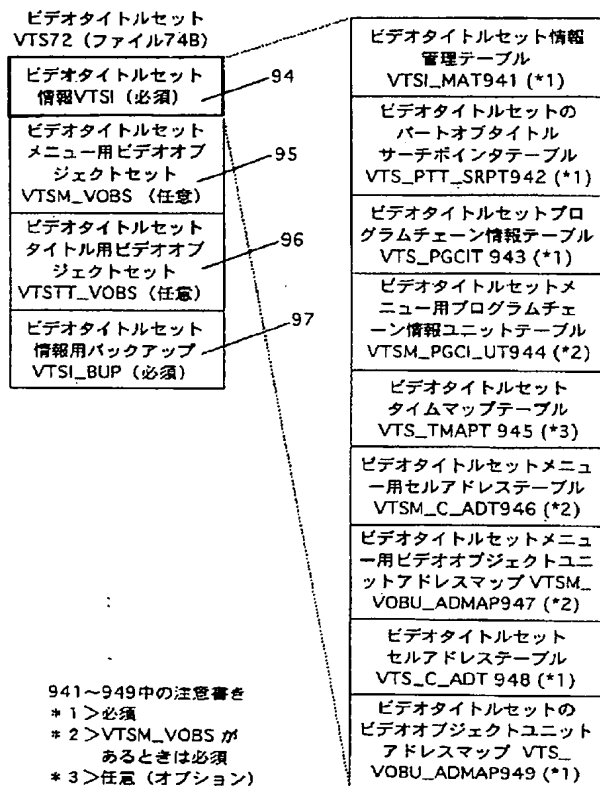 ビデオタイトルセット
VTS72（ファイル74B）
ビデオタイトルセット
情報VTSI（必須）
94
ビデオタイトルセット
メニュー用ビデオオブ
ジェクトセット
VTSM_VOBS（任意）
95
ビデオタイトルセット
タイトル用ビデオオブ
ジェクトセット
VTSTT_VOBS（任意）
96
ビデオタイトルセット
情報用バックアップ
VTSI_BUP（必須）
97
ビデオタイトルセット情報
管理テーブル
VTSI_MAT941 (*1)
ビデオタイトルセットの
パートオブタイトル
サーチポインタテーブル
VTS_PTT_SRPT942 (*1)
ビデオタイトルセットプロ
グラムチェーン情報テーブル
VTS_PGCIT 943 (*1)
ビデオタイトルセットメ
ニュー用プログラムチェ
ーン情報ユニットテーブル
VTSM_PGCI_UT944 (*2)
ビデオタイトルセット
タイムマップテーブル
VTS_TMAPT 945 (*3)
ビデオタイトルセットメニュ
ー用セルアドレステーブル
VTSM_C_ADT946 (*2)
ビデオタイトルセットメニュ
ー用ビデオオブジェクトユニ
ットアドレスマップ VTSM_
VOBU_ADMAP947 (*2)
ビデオタイトルセット
セルアドレステーブル
VTS_C_ADT 948 (*1)
ビデオタイトルセットの
ビデオオブジェクトユニット
アドレスマップ VTS_
VOBU_ADMAP949 (*1)
941～949中の注意書き
*1＞必須
*2＞VTSM_VOBS が
あるときは必須
*3＞任意（オプション）